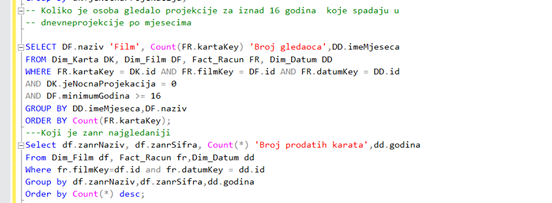 -- Koliko je osoba gledalo projekcije za iznad 16 godina  koje spadaju u
-- dnevneprojekcije po mjesecima
SELECT DF.naziv 'Film', Count(FR.kartaKey) 'Broj gledaoca',DD.imeMjeseca
FROM Dim_Karta DK, Dim_Film DF, Fact_Racun FR, Dim_Datum DD
WHERE FR.kartaKey = DK.id AND FR.filmKey = DF.id AND FR.datumKey = DD.id
AND DK.jeNocnaProjekacija = 0
AND DF.minimumGodina >= 16
GROUP BY DD.imeMjeseca,DF.naziv
ORDER BY Count(FR.kartaKey);
---Koji je zanr najgledaniji
Select df.zanrNaziv, df.zanrSifra, Count(*) 'Broj prodatih karata',dd.godina
From Dim_Film df, Fact_Racun fr,Dim_Datum dd
Where fr.filmKey=df.id and fr.datumKey = dd.id
Group by df.zanrNaziv,df.zanrSifra,dd.godina
Order by Count(*) desc;